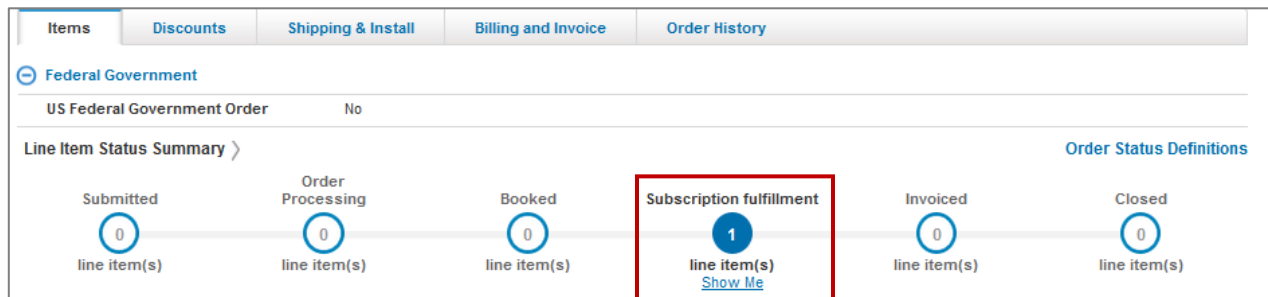 Items Discounts Shipping & Install Billing and Invoice Order History
Federal Government
US Federal Government Order No
Line Item Status Summary Order Status Definitions
Submitted Order Processing Booked Subscription fulfillment Invoiced Closed
0 0 0 1 0 0
line item(s) line item(s) line item(s) line item(s) line item(s) line item(s)
Show Me